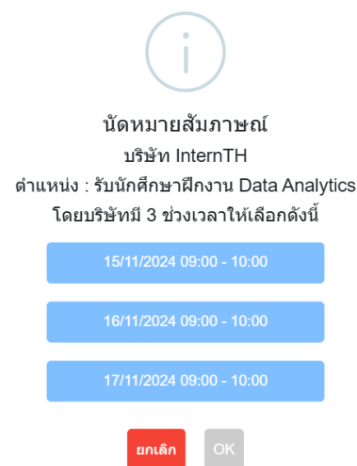 นัดหมายสัมภาษณ์
บริษัท InternTH
ตำแหน่ง : รับนักศึกษาฝึกงาน Data Analytics
โดยบริษัทมี 3 ช่วงเวลาให้เลือกดังนี้
15/11/2024 09:00 - 10:00
16/11/2024 09:00 - 10:00
17/11/2024 09:00 - 10:00
ยกเลิก OK